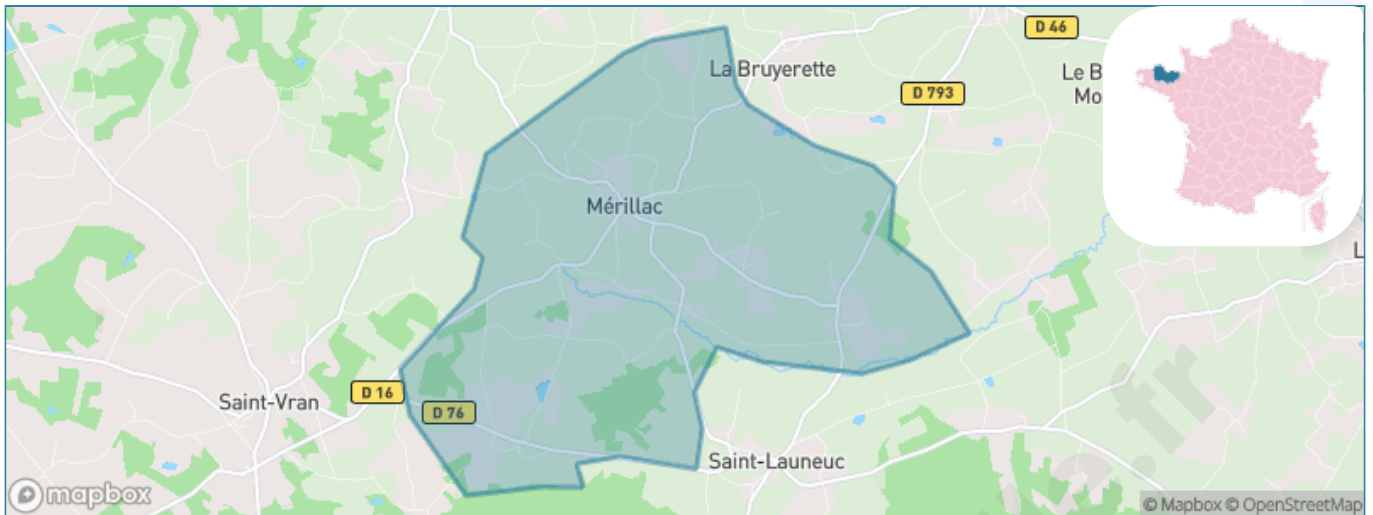 D 46
La Bruyerette
Le B
Mo
D 793
Mérillac
L
D 16
Saint-Vran
D 76
Saint-Launeuc
mapbox
© Mapbox © OpenStreetMap